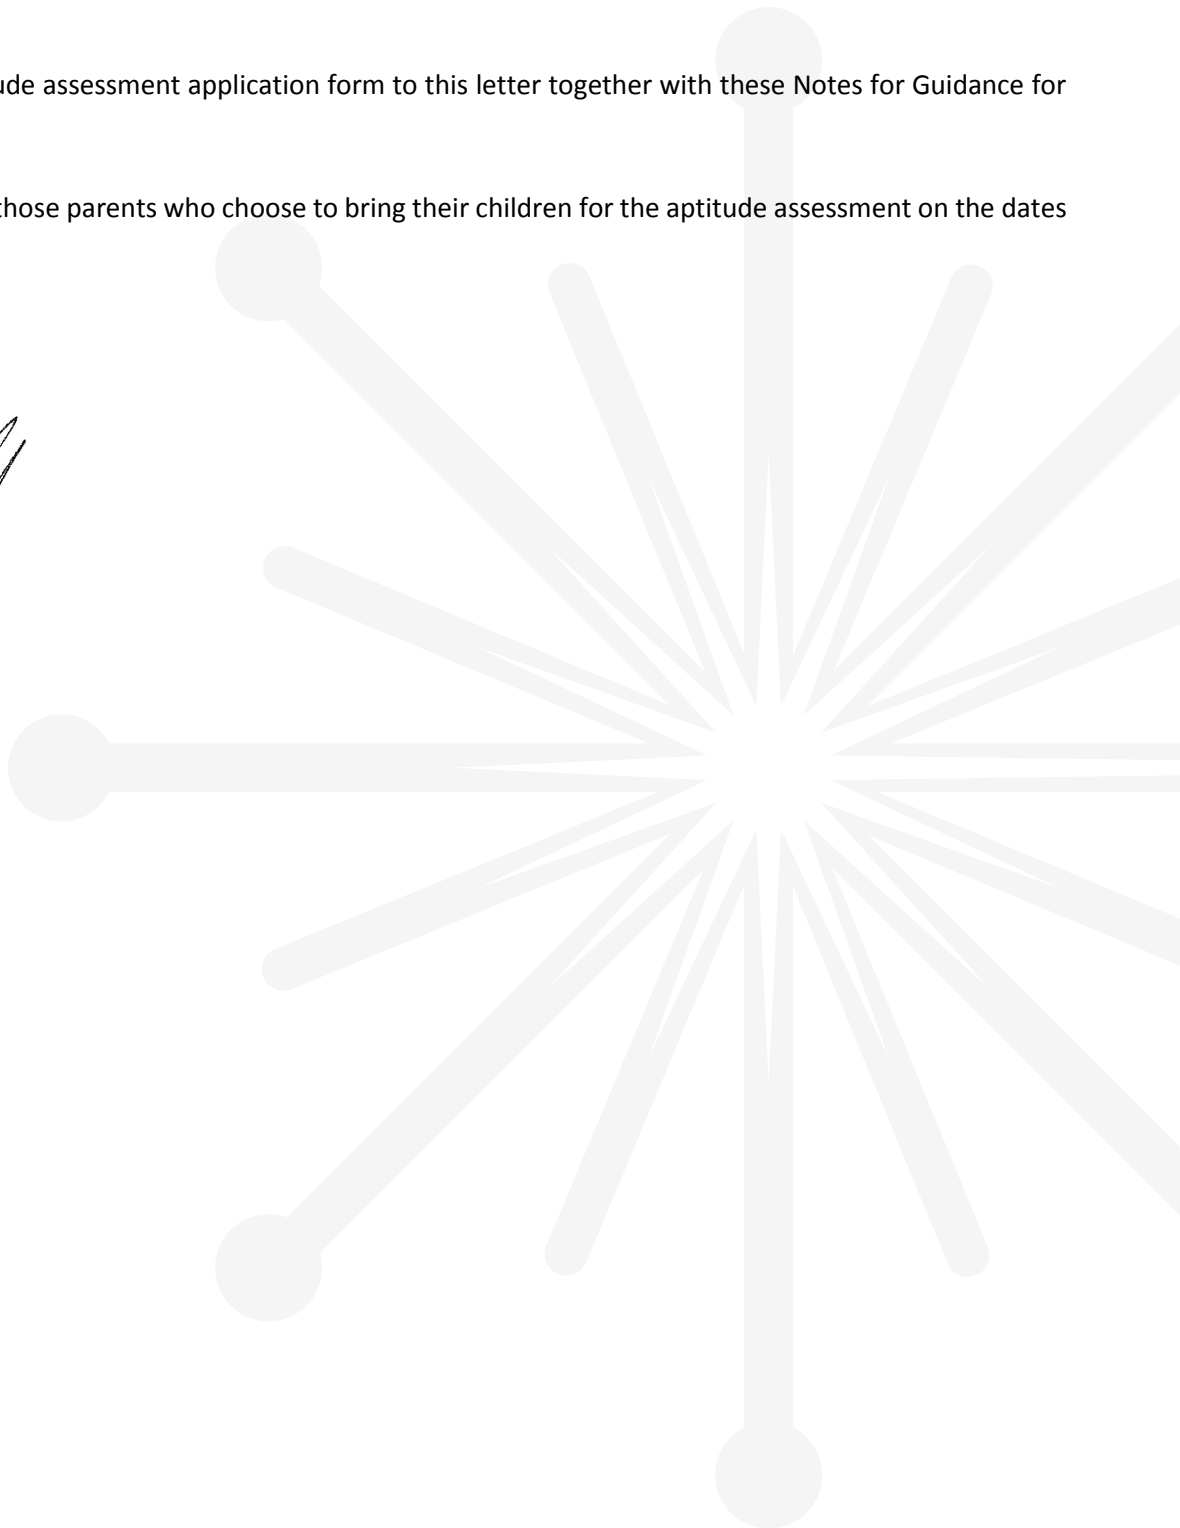 assessment application form to this letter together with these Notes for Guidance for
those parents who choose to bring their children for the aptitude assessment on the dates